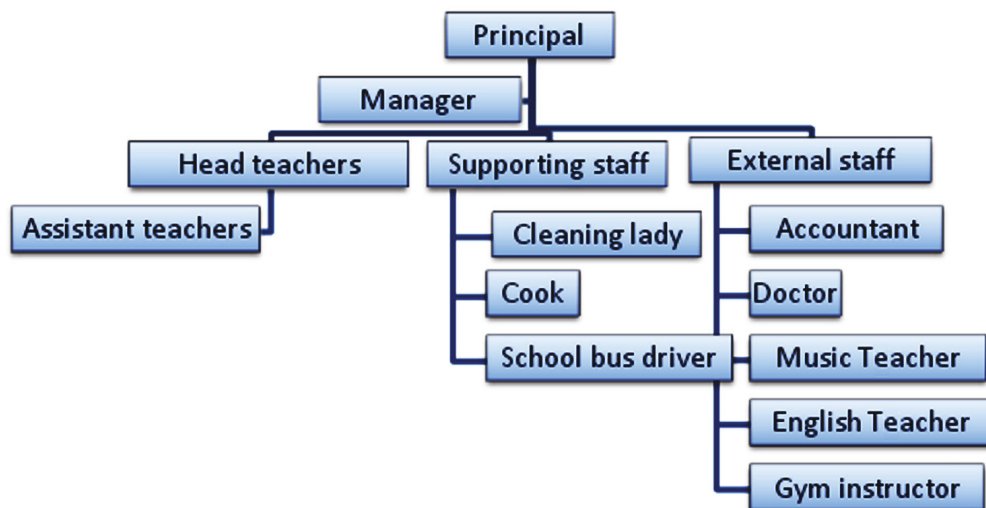 Principal
Manager
Head teachers
Supporting staff
External staff
Assistant teachers
Cleaning lady
Accountant
Cook
Doctor
School bus driver
Music Teacher
English Teacher
Gym instructor